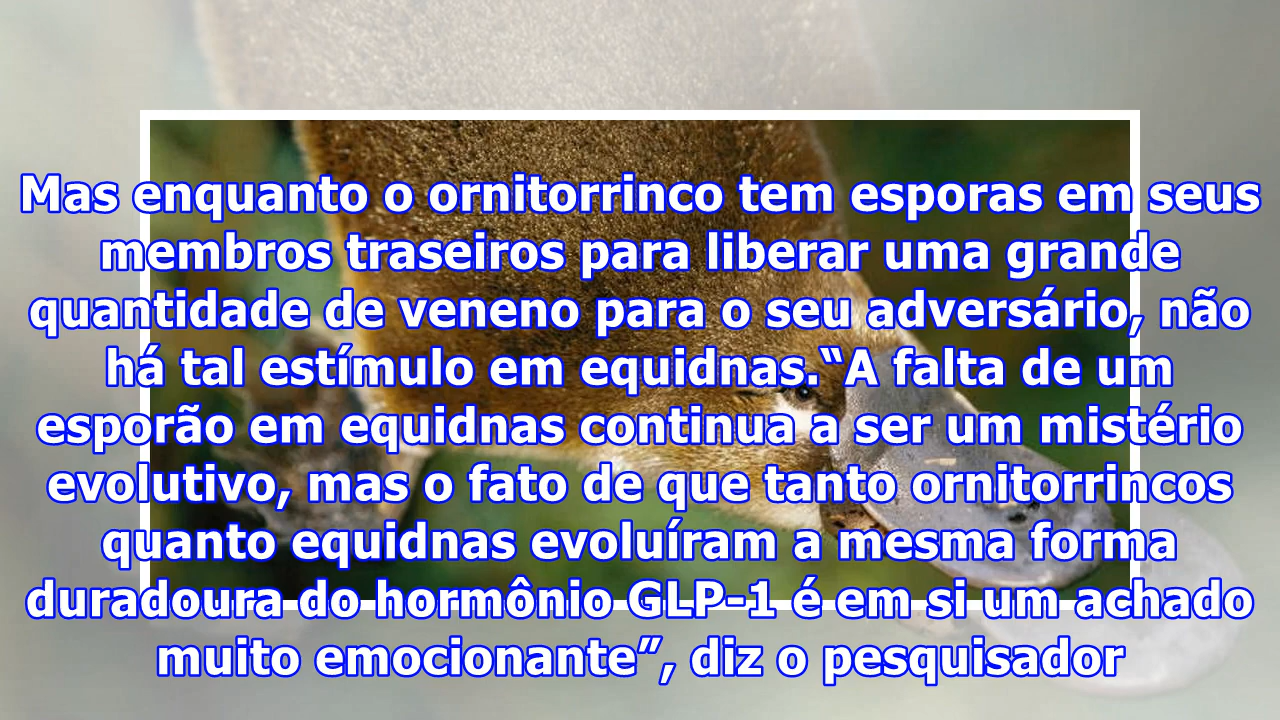 Mas enquanto o ornitorrinco tem esporas em seus
membros traseiros para liberar uma grande
quantidade de veneno para o seu adversário, não
há tal estímulo em equidnas.“A falta de um
esporão em equidnas continua a ser um mistério
evolutivo, mas o fato de que tanto ornitorrincos
quanto equidnas evoluíram a mesma forma
duradoura do hormônio GLP-1 é em si um achado
muito emocionante”, diz o pesquisador